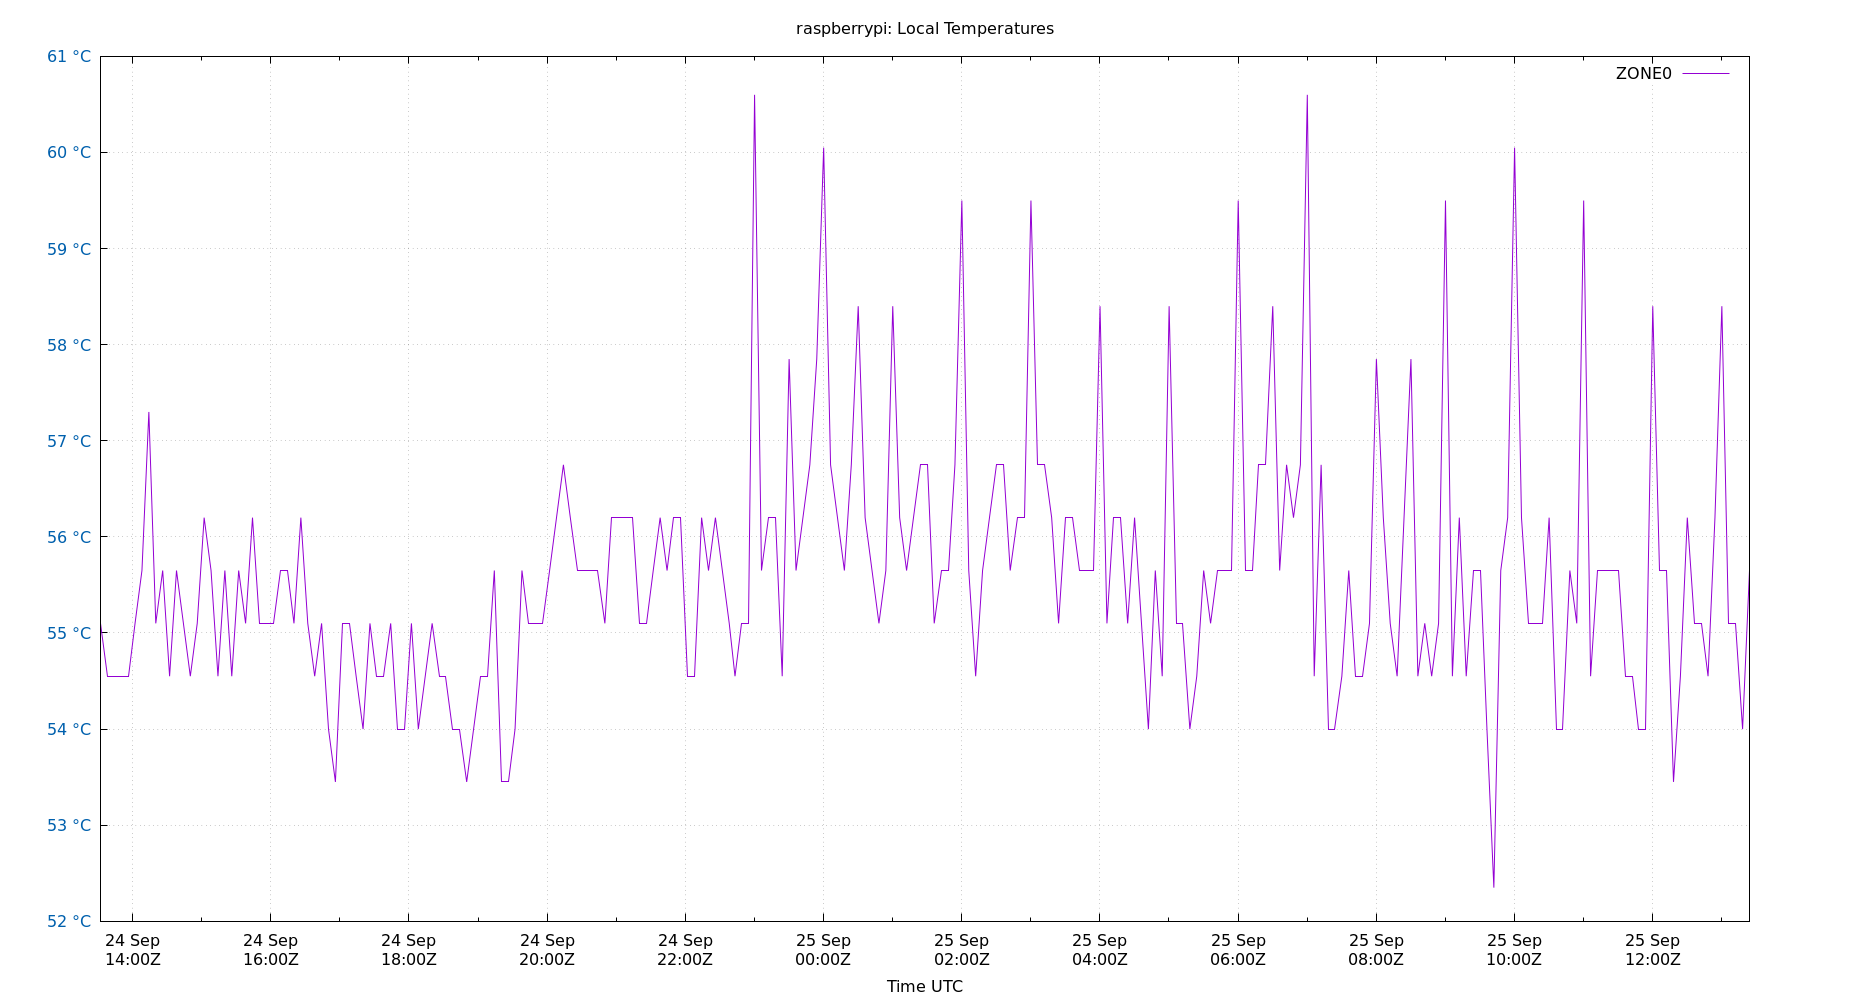 raspberrypi: Local Temperatures
61 °C
ZONE0
60 °C
59 °C
58 °C
57 °C
56 °C
55 °C
54 °C
53 °C
52 °C
24 Sep 24 Sep 24 Sep 24 Sep 24 Sep 25 Sep 25 Sep 25 Sep 25 Sep 25 Sep 25 Sep 25 Sep
14:00Z 16:00Z 18:00Z 20:00Z 22:00Z 00:00Z 02:00Z 04:00Z 06:00Z 08:00Z 10:00Z 12:00Z
Time UTC